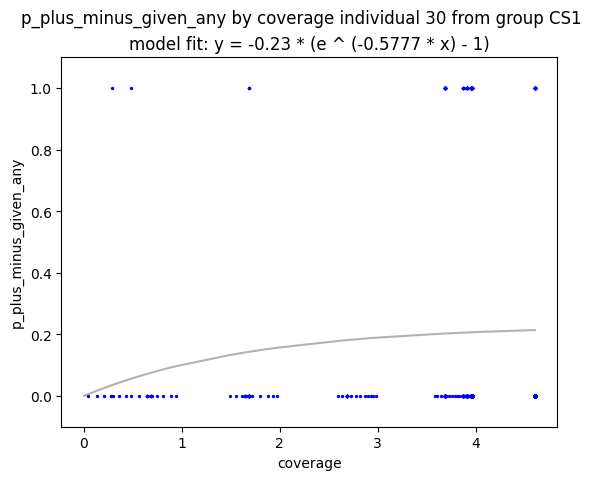 p_plus_minus_given_any by coverage individual 30 from group CS1
model fit: y = -0.23 * (e ^ (-0.5777 * x) - 1)
1.0
0.8
0.6
0.4
0.2
0.0
p_plus_minus_given_any
0 1 2 3 4
coverage